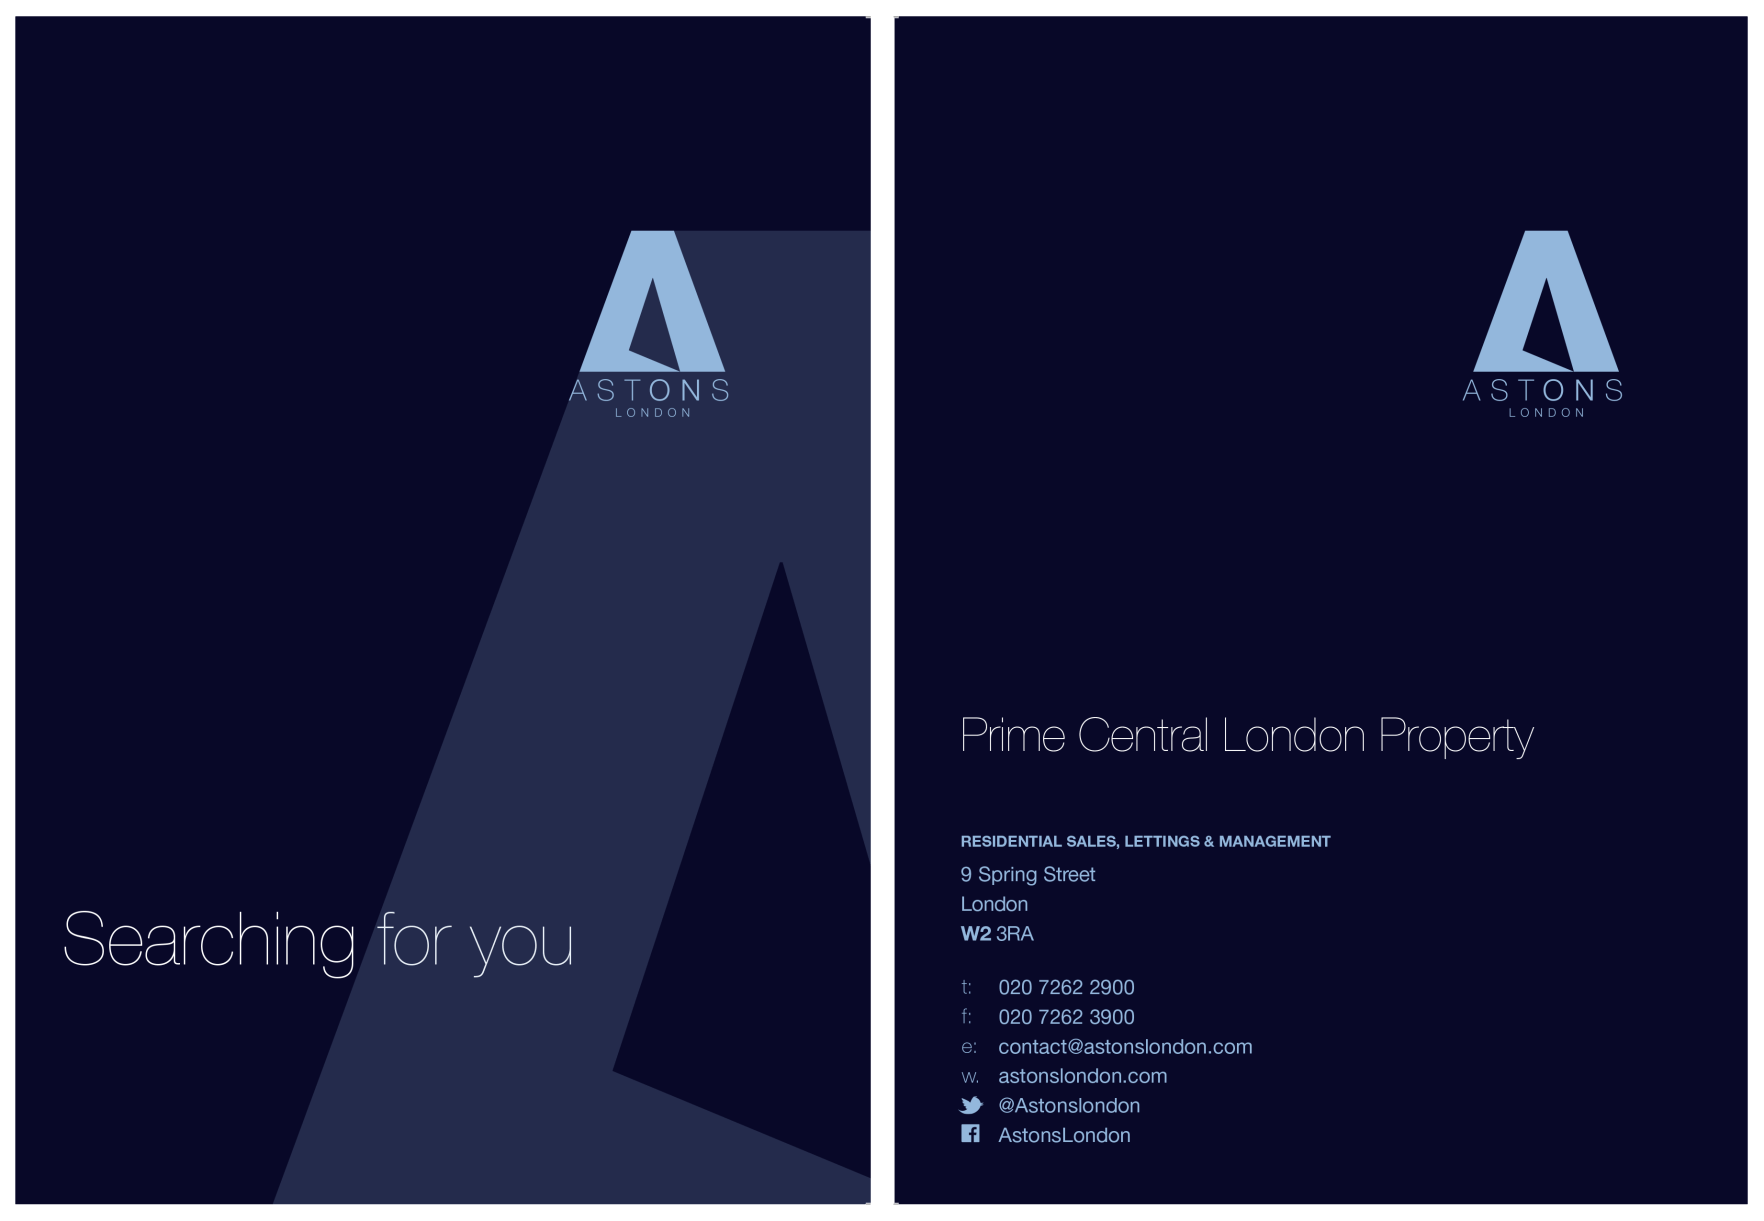 ASTONS
LONDON
Searching for you
ASTONS
LONDON
Prime Central London Property
RESIDENTIAL SALES, LETTINGS & MANAGEMENT
9 Spring Street
London
W2 3RA
t: 020 7262 2900
f: 020 7262 3900
e: contact@astonslondon.com
w. astonslondon.com
@Astonslondon
AstonsLondon